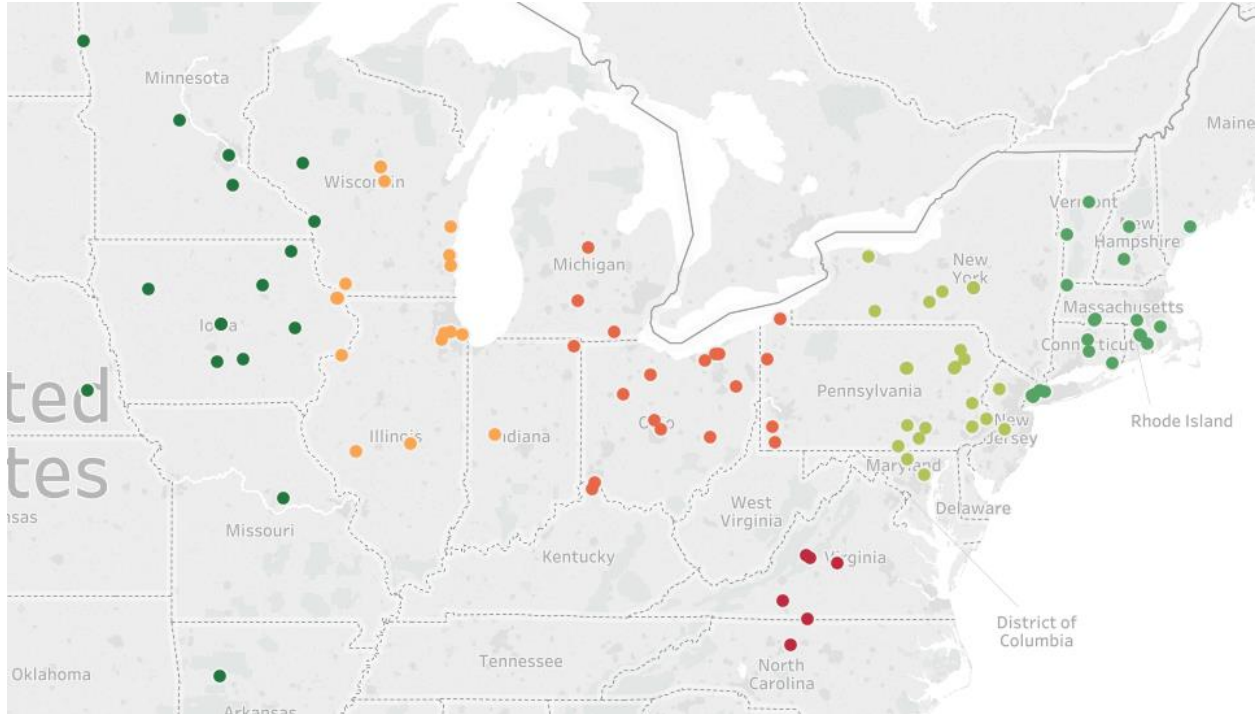 Minnesota
Maine
Wisconsin
Vermont
New
Hampshire
Michigan
New
York
Massachusetts
Iowa
Connecticut
ted
Pennsylvania
Rhode Island
Illinois
Indiana
Ohio
New
Jersey
Maryland
tes
West
Virginia
Delaware
nsas
Missouri
Kentucky
Virginia
District of
Columbia
Oklahoma
Tennessee
North
Carolina
Arkansas